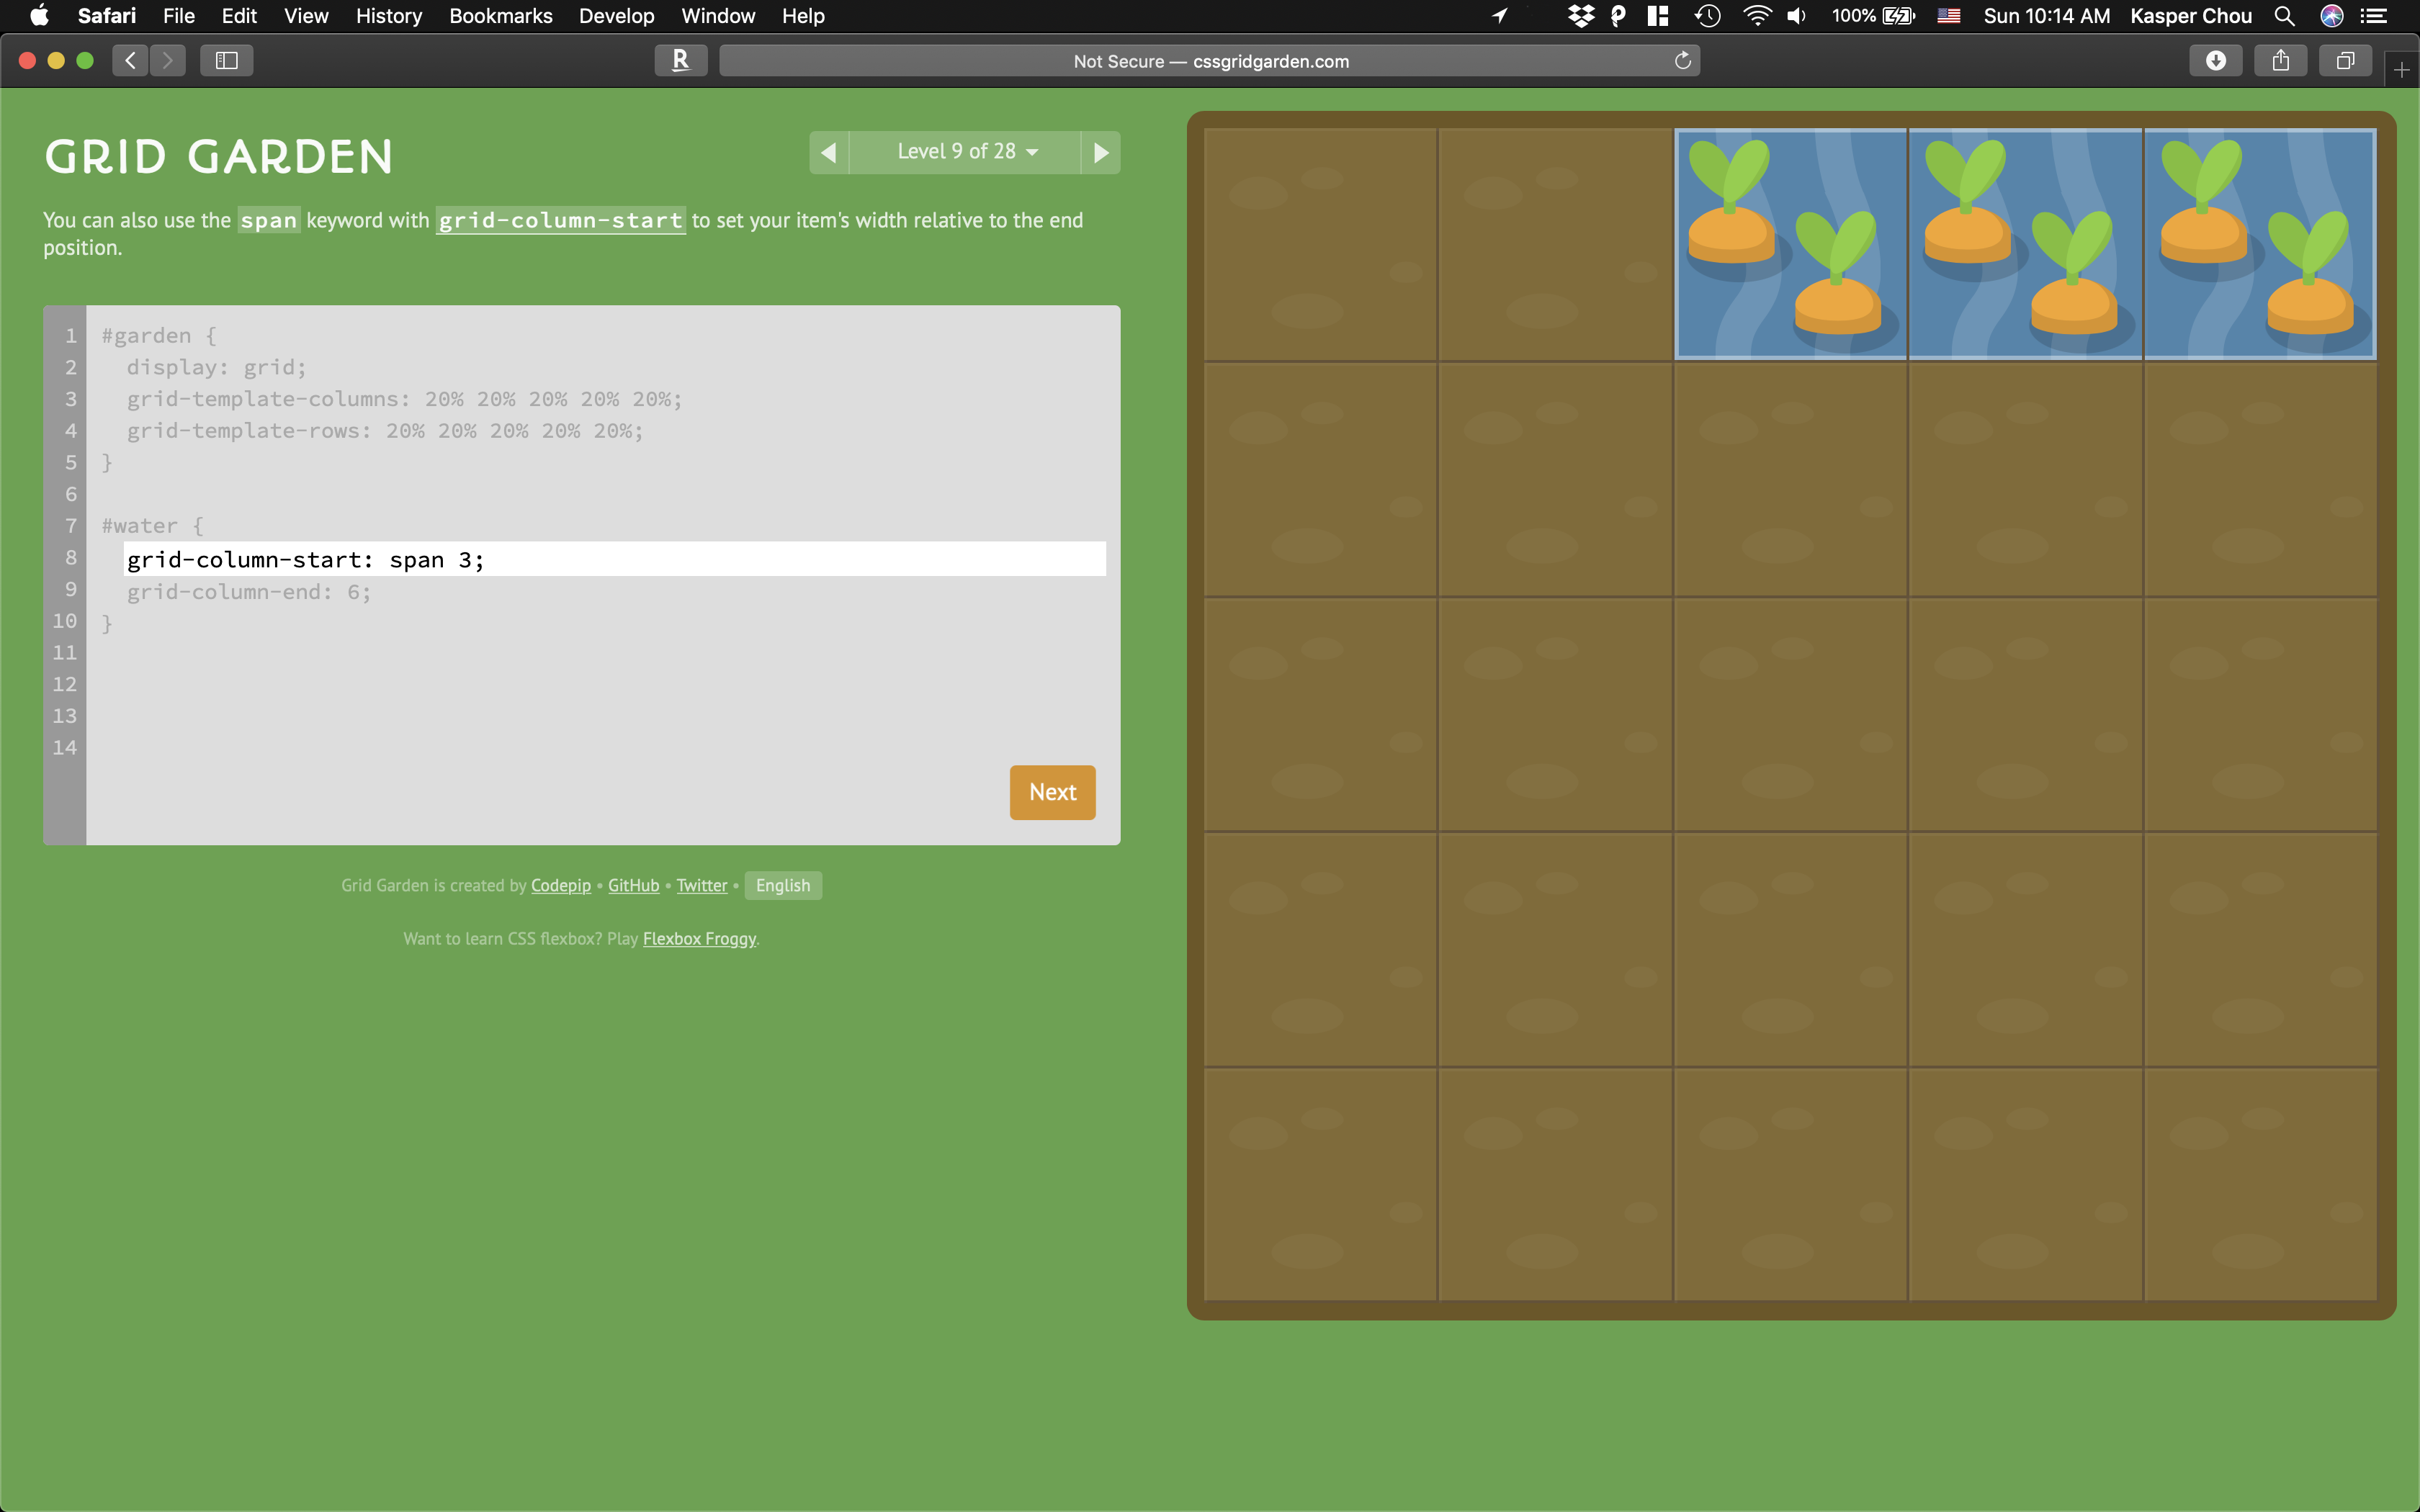 Safari File Edit View History Bookmarks Develop Window Help 100% Sun 10:14 AM Kasper Chou
R Not Secure — cssgridgarden.com
GRID GARDEN
Level 9 of 28
You can also use the span keyword with grid-column-start to set your item's width relative to the end
position.
1 #garden {
2 display: grid;
3 grid-template-columns: 20% 20% 20% 20% 20%;
4 grid-template-rows: 20% 20% 20% 20% 20%;
5 }
6
7 #water {
8 grid-column-start: span 3;
9 grid-column-end: 6;
10 }
11
12
13
14
Next
Grid Garden is created by Codepip • GitHub • Twitter • English
Want to learn CSS flexbox? Play Flexbox Froggy.